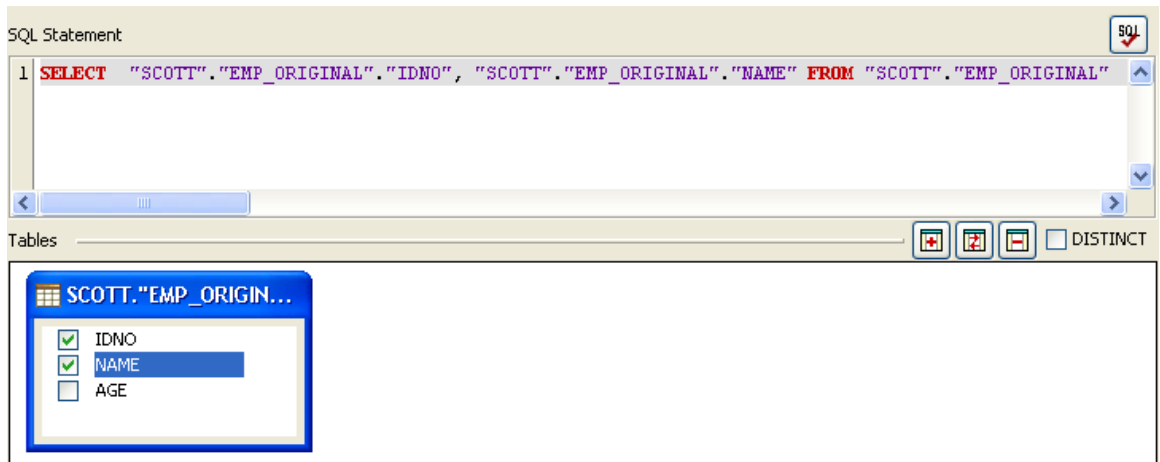 SQL Statement
SQL
1 SELECT "SCOTT"."EMP_ORIGINAL"."IDNO", "SCOTT"."EMP_ORIGINAL"."NAME" FROM "SCOTT"."EMP_ORIGINAL"
Tables
DISTINCT
SCOTT."EMP_ORIGIN...
IDNO
NAME
AGE